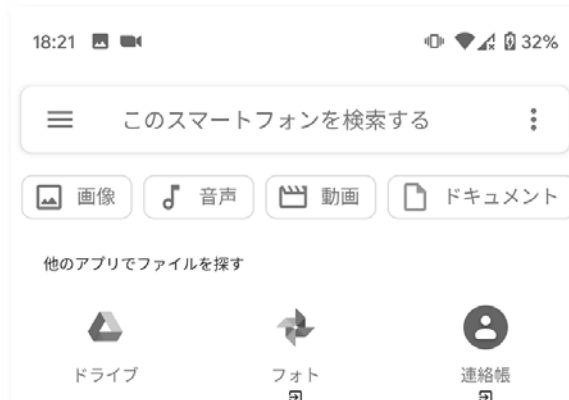 18:21 32%
このスマートフォンを検索する
画像 音声 動画 ドキュメント
他のアプリでファイルを探す
ドライブ フォト 連絡帳